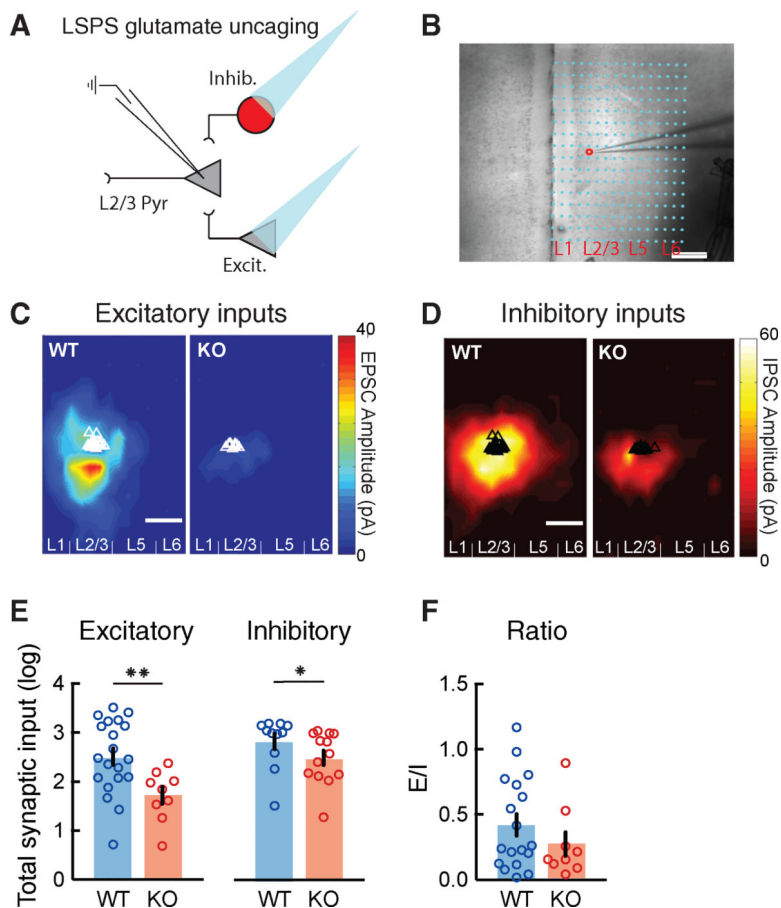 A
LSPS glutamate uncaging
Inhib.
L2/3 Pyr
Excit.
B
L1 L2/3 L5 L6
C
Excitatory inputs
WT
KO
40
EPSC Amplitude (pA)
0
L1 L2/3 L5 L6
L1 L2/3 L5 L6
D
Inhibitory inputs
WT
KO
60
IPSC Amplitude (pA)
0
L1 L2/3 L5 L6
L1 L2/3 L5 L6
E
Excitatory
Inhibitory
Total synaptic input (log)
4
3
2
1
0
**
*
WT KO
WT KO
F
Ratio
E/I
1.5
1.0
0.5
0.0
WT KO